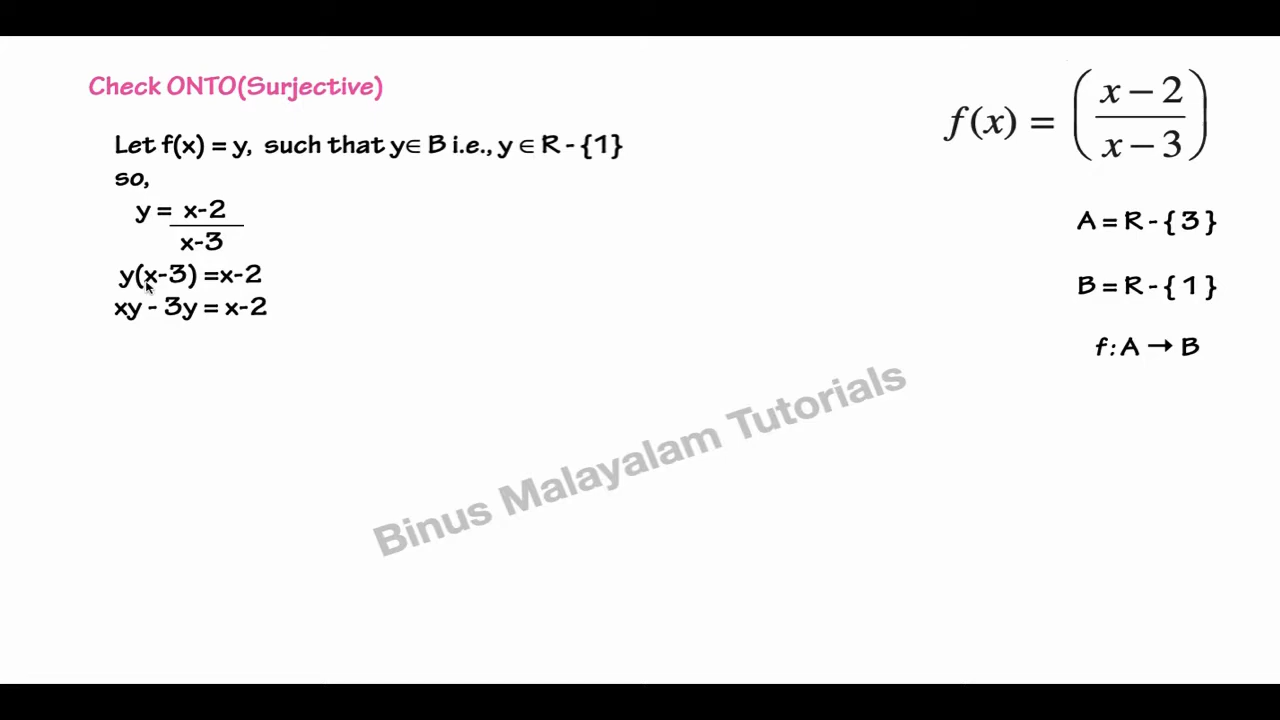 Check ONTO(Surjective)
Let f(x) = y, such that y∈ B i.e., y ∈ R - {1}
so,
y = x-2
x-3
y(x-3) =x-2
xy - 3y = x-2
f(x) = (x − 2 / x − 3)
A = R - { 3 }
B = R - { 1 }
f : A → B
Binus Malayalam Tutorials